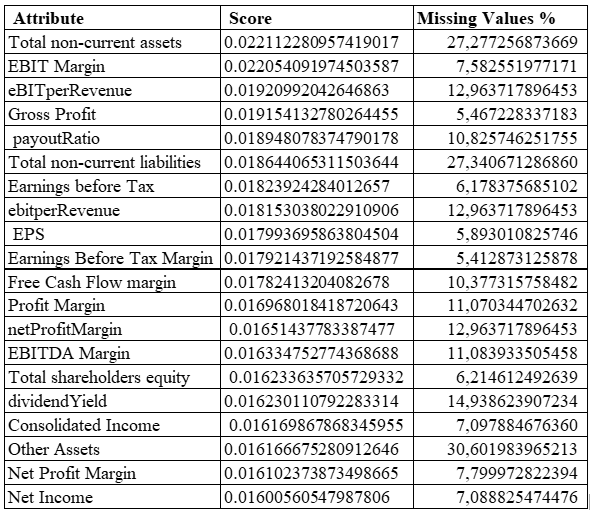 Attribute Score Missing Values %
Total non-current assets 0.022112280957419017 27,277256873669
EBIT Margin 0.022054091974503587 7,582551977171
eBITperRevenue 0.01920992042646863 12,963717896453
Gross Profit 0.019154132780264455 5,467228337183
payoutRatio 0.018948078374790178 10,825746251755
Total non-current liabilities 0.018644065311503644 27,340671286860
Earnings before Tax 0.01823924284012657 6,178375685102
ebitperRevenue 0.018153038022910906 12,963717896453
EPS 0.017993695863804504 5,893010825746
Earnings Before Tax Margin 0.017921437192584877 5,412873125878
Free Cash Flow margin 0.01782413204082678 10,377315758482
Profit Margin 0.016968018418720643 11,070344702632
netProfitMargin 0.01651437783387477 12,963717896453
EBITDA Margin 0.016334752774368688 11,083933505458
Total shareholders equity 0.016233635705729332 6,214612492639
dividendYield 0.016230110792283314 14,938623907234
Consolidated Income 0.016169867868345955 7,097884676360
Other Assets 0.016166675280912646 30,601983965213
Net Profit Margin 0.016102373873498665 7,799972822394
Net Income 0.01600560547987806 7,088825474476